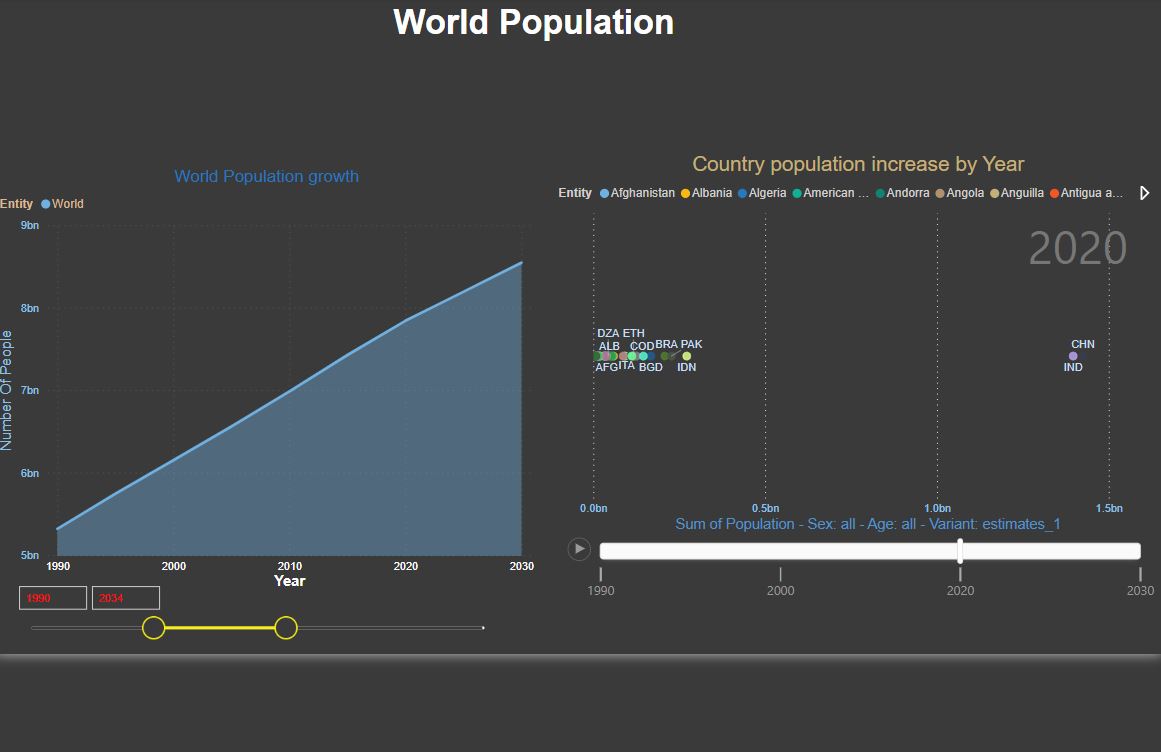 World Population
World Population growth
Entity World
9bn
8bn
7bn
6bn
5bn
Number Of People
1990 2000 2010 2020 2030
Year
1990 2034
Country population increase by Year
Entity Afghanistan Albania Algeria American ... Andorra Angola Anguilla Antigua a...
2020
DZA ETH
ALB COD BRA PAK CHN
AFG ITA BGD IDN IND
0.0bn 0.5bn 1.0bn 1.5bn
Sum of Population - Sex: all - Age: all - Variant: estimates_1
1990 2000 2020 2030